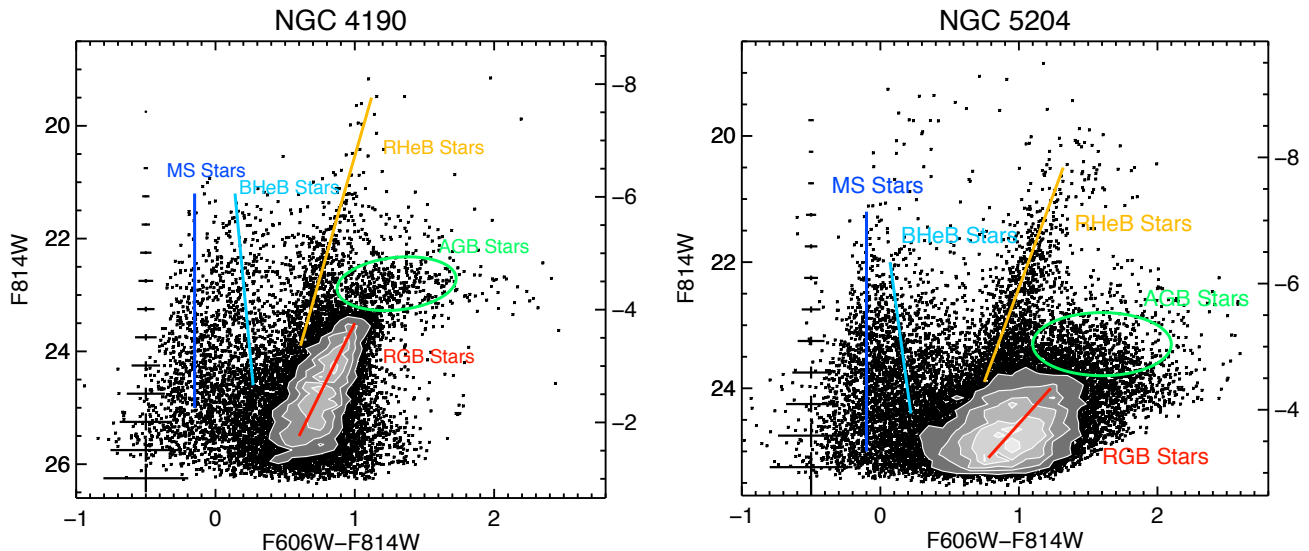 NGC 4190
NGC 5204
−8
20
RHeB Stars
MS Stars
BHeB Stars
−6
22
AGB Stars
F814W
−4
24
RGB Stars
−2
26
−1
0
1
2
F606W−F814W
20
−8
MS Stars
RHeB Stars
BHeB Stars
22
−6
AGB Stars
F814W
24
−4
RGB Stars
−1
0
1
2
F606W−F814W